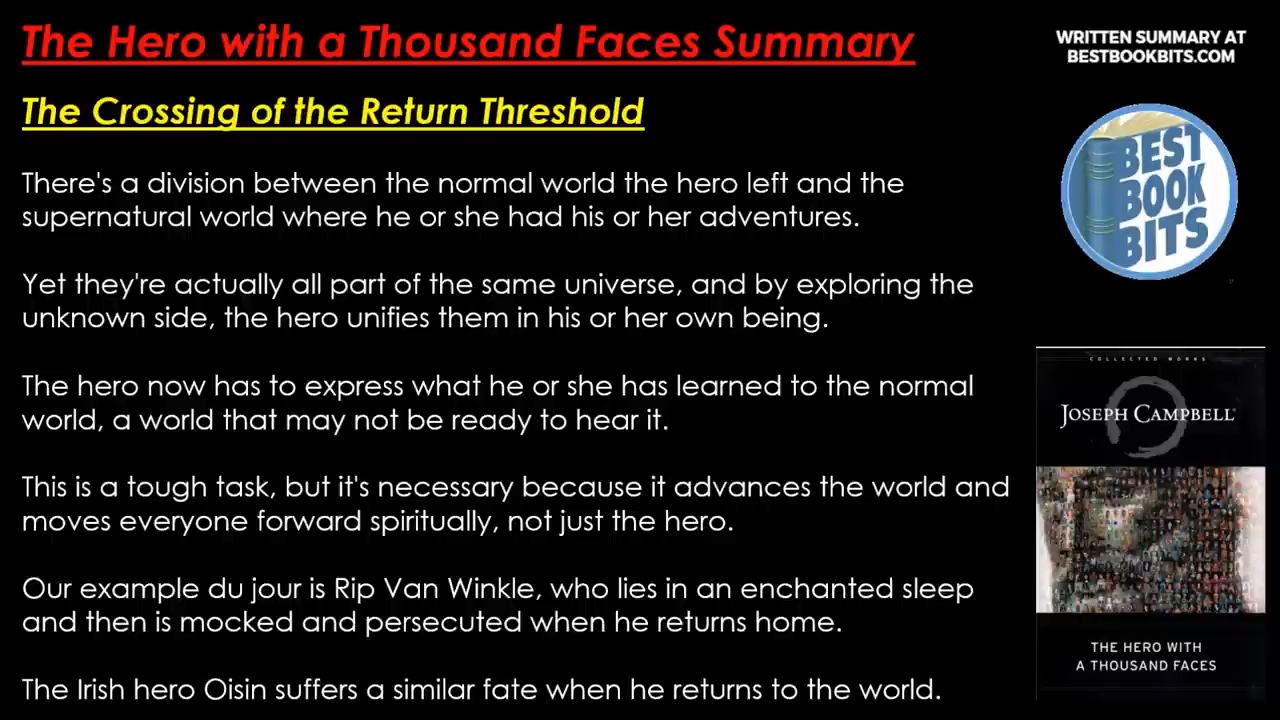 The Hero with a Thousand Faces Summary
WRITTEN SUMMARY AT
BESTBOOKBITS.COM
The Crossing of the Return Threshold
There's a division between the normal world the hero left and the
supernatural world where he or she had his or her adventures.
Yet they're actually all part of the same universe, and by exploring the
unknown side, the hero unifies them in his or her own being.
The hero now has to express what he or she has learned to the normal
world, a world that may not be ready to hear it.
This is a tough task, but it's necessary because it advances the world and
moves everyone forward spiritually, not just the hero.
Our example du jour is Rip Van Winkle, who lies in an enchanted sleep
and then is mocked and persecuted when he returns home.
The Irish hero Oisin suffers a similar fate when he returns to the world.
BEST
BOOK
BITS
COLLECTED WORKS
JOSEPH CAMPBELL
THE HERO WITH
A THOUSAND FACES